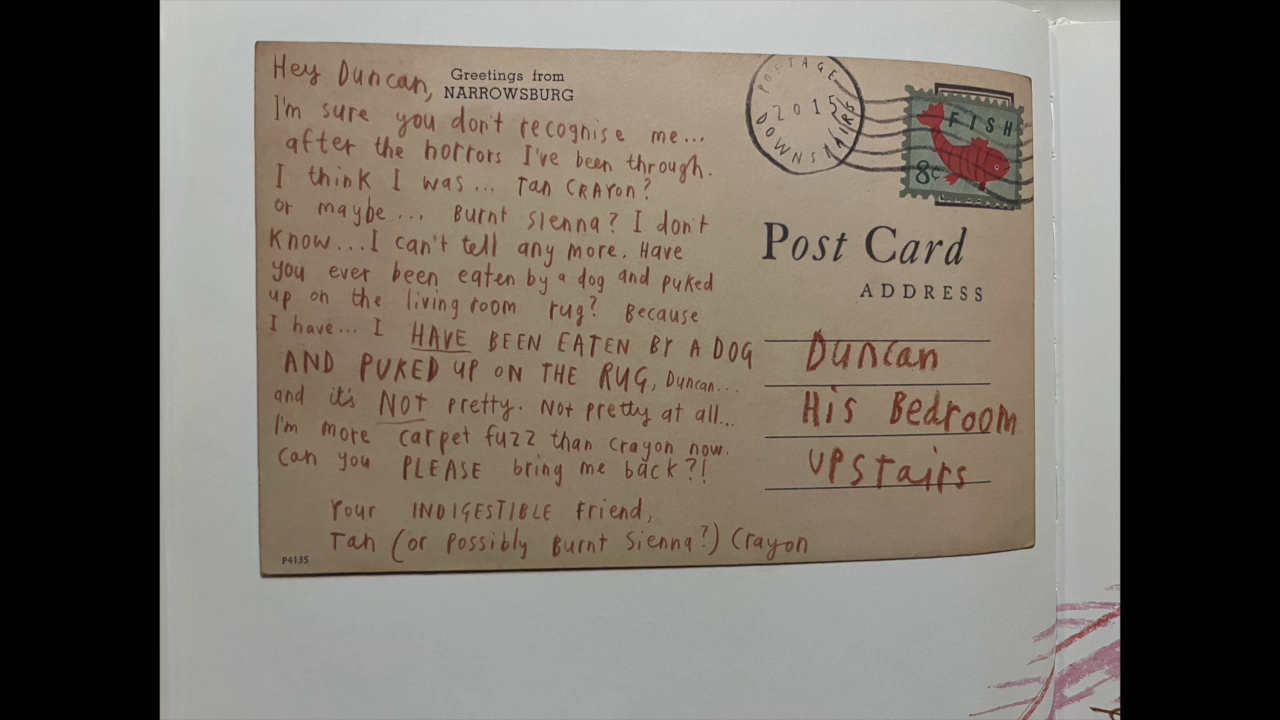 Hey Duncan,
Greetings from
NARROWSBURG
I'm sure you don't recognise me...
after the horrors I've been through.
I think I was... Tan CRAYON?
or maybe... Burnt Sienna? I don't
know...I can't tell any more. Have
you ever been eaten by a dog and puked
up on the living room rug? Because
I have... I HAVE BEEN EATEN BY A DOG
AND PUKED UP ON THE RUG, Duncan...
and it's NOT pretty. Not pretty at all...
I'm more carpet fuzz than crayon now.
Can you PLEASE bring me back?!
Your INDIGESTIBLE Friend,
Tan (or possibly Burnt Sienna?) Crayon
P4135
POSTAGE
2015
DOWNSTAIRS
FISH
8¢
Post Card
ADDRESS
Duncan
His Bedroom
UPStairs